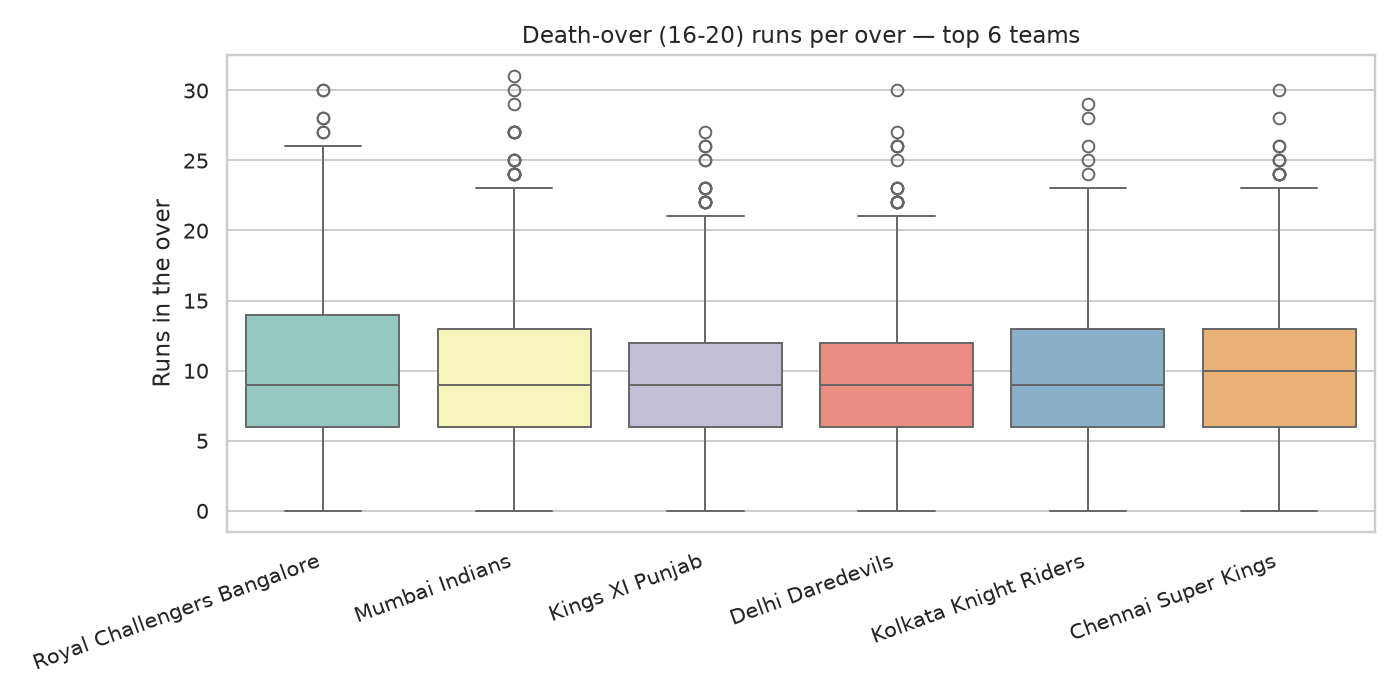 Death-over (16-20) runs per over — top 6 teams
Runs in the over
30
25
20
15
10
5
0
Royal Challengers Bangalore
Mumbai Indians
Kings XI Punjab
Delhi Daredevils
Kolkata Knight Riders
Chennai Super Kings